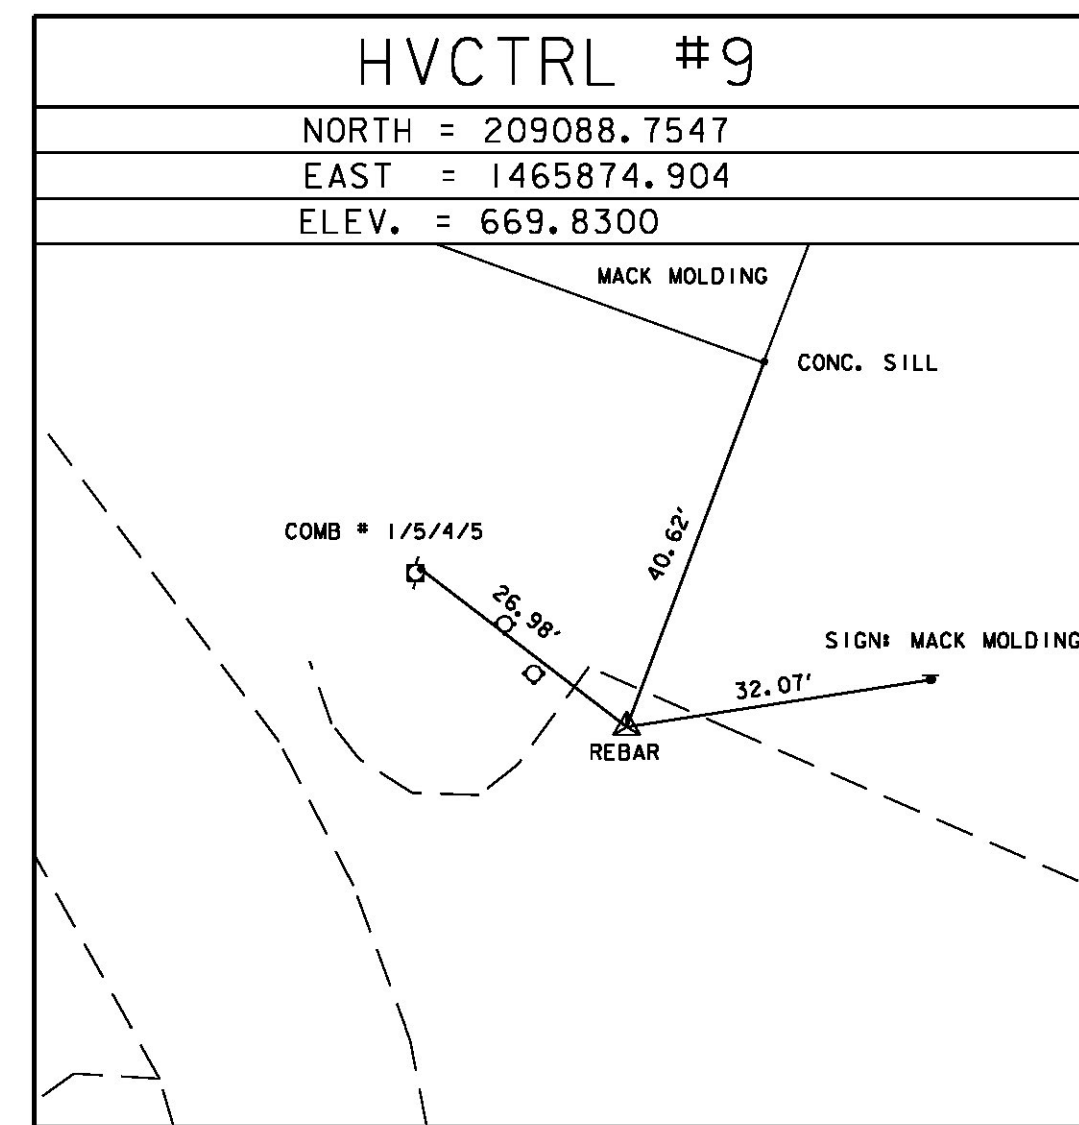 HVCTRL #9
NORTH = 209088.7547
EAST = 1465874.904
ELEV. = 669.8300
MACK MOLDING
CONC. SILL
COMB # 1/5/4/5
40.62'
26.98'
SIGN: MACK MOLDING
32.07'
REBAR